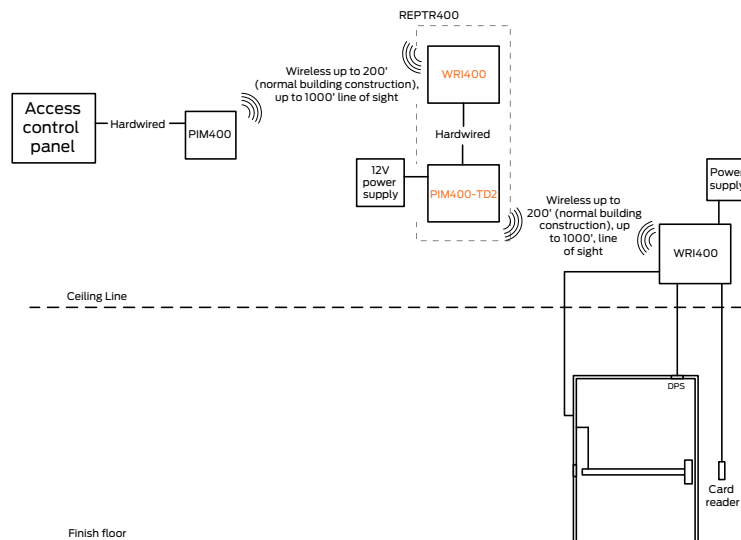 REPTR400
Wireless up to 200'
(normal building construction),
up to 1000' line of sight
WRI400
Access
control
panel
Hardwired
PIM400
Hardwired
12V
power
supply
PIM400-TD2
Power
supply
Wireless up to
200' (normal building
construction), up
to 1000', line
of sight
WRI400
Ceiling Line
DPS
Card
reader
Finish floor